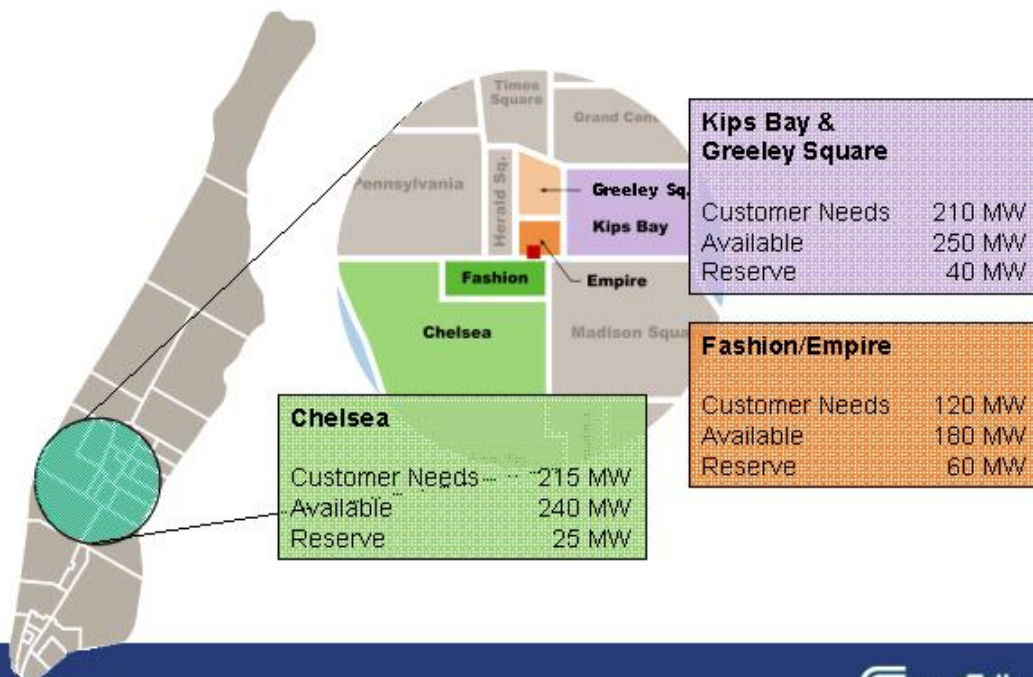 Times
Square
Pennsylvania
Herald Sq.
Greeley Sq.
Kips Bay
Fashion
Empire
Chelsea
Kips Bay &
Greeley Square
Customer Needs 210 MW
Available 250 MW
Reserve 40 MW
Fashion/Empire
Customer Needs 120 MW
Available 180 MW
Reserve 60 MW
Chelsea
Customer Needs 215 MW
Available 240 MW
Reserve 25 MW
Grand
Madison